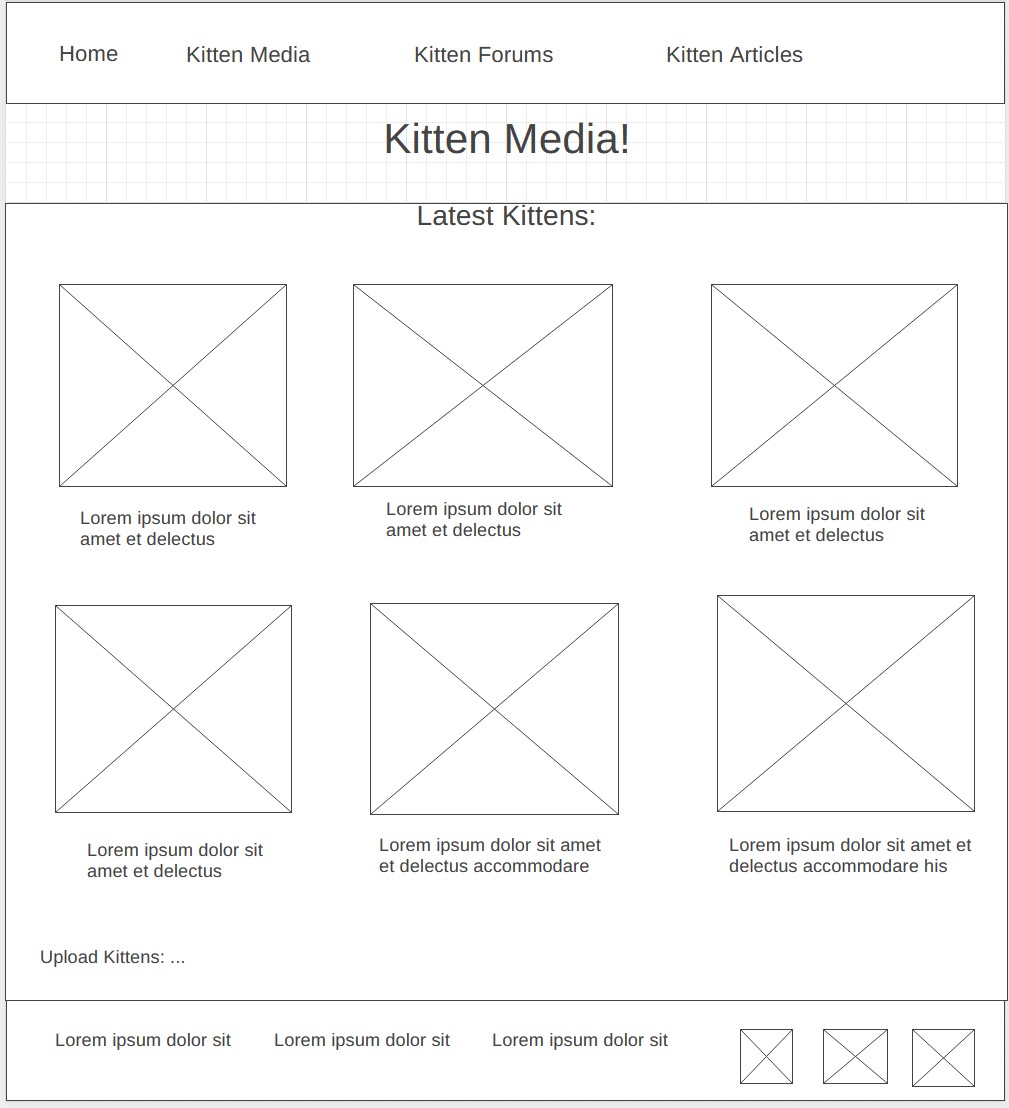 Home
Kitten Media
Kitten Forums
Kitten Articles
Kitten Media!
Latest Kittens:
Lorem ipsum dolor sit
amet et delectus
Lorem ipsum dolor sit
amet et delectus
Lorem ipsum dolor sit
amet et delectus
Lorem ipsum dolor sit
amet et delectus
Lorem ipsum dolor sit amet
et delectus accommodare
Lorem ipsum dolor sit amet et
delectus accommodare his
Upload Kittens: ...
Lorem ipsum dolor sit
Lorem ipsum dolor sit
Lorem ipsum dolor sit